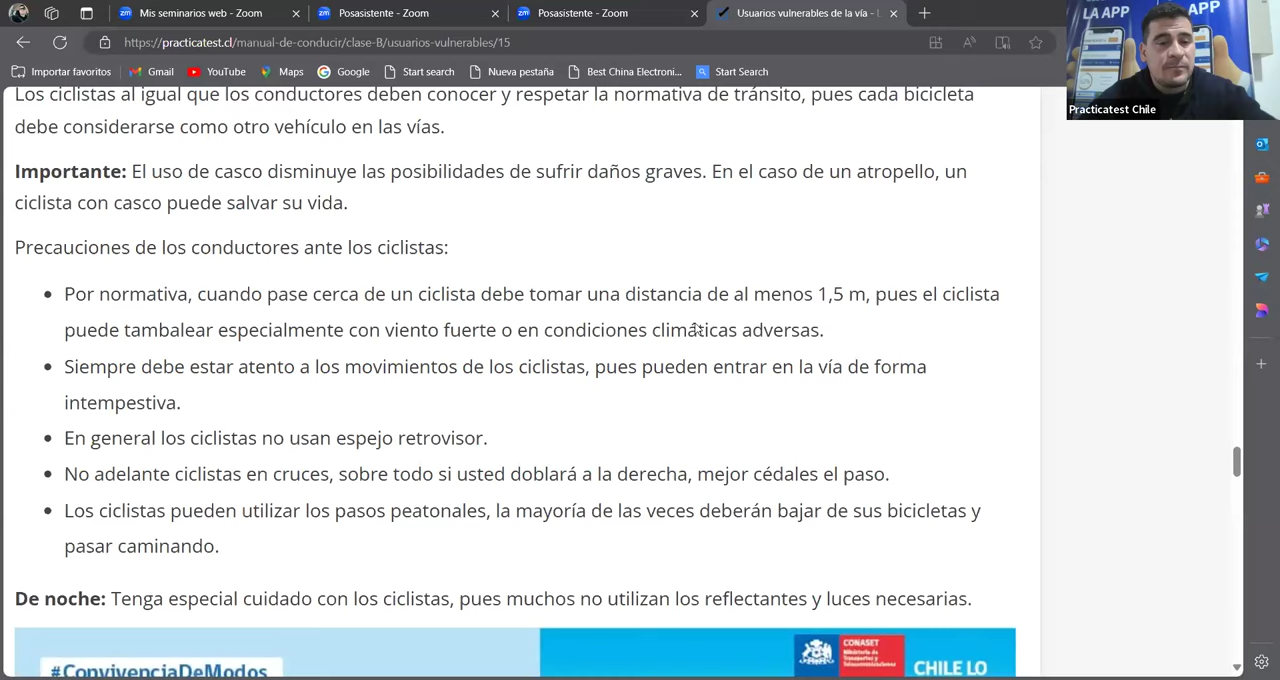 Mis seminarios web - Zoom
Posasistente - Zoom
Posasistente - Zoom
Usuarios vulnerables de la vía - L
https://practicatest.cl/manual-de-conducir/clase-B/usuarios-vulnerables/15
Importar favoritos
Gmail
YouTube
Maps
Google
Start search
Nueva pestaña
Best China Electroni...
Start Search
LA APP
APP
Practicatest Chile
Los ciclistas al igual que los conductores deben conocer y respetar la normativa de tránsito, pues cada bicicleta
debe considerarse como otro vehículo en las vías.
Importante: El uso de casco disminuye las posibilidades de sufrir daños graves. En el caso de un atropello, un
ciclista con casco puede salvar su vida.
Precauciones de los conductores ante los ciclistas:
Por normativa, cuando pase cerca de un ciclista debe tomar una distancia de al menos 1,5 m, pues el ciclista
puede tambalear especialmente con viento fuerte o en condiciones climáticas adversas.
Siempre debe estar atento a los movimientos de los ciclistas, pues pueden entrar en la vía de forma
intempestiva.
En general los ciclistas no usan espejo retrovisor.
No adelante ciclistas en cruces, sobre todo si usted doblará a la derecha, mejor cédales el paso.
Los ciclistas pueden utilizar los pasos peatonales, la mayoría de las veces deberán bajar de sus bicicletas y
pasar caminando.
De noche: Tenga especial cuidado con los ciclistas, pues muchos no utilizan los reflectantes y luces necesarias.
#ConvivenciaDeModos
CONASET
Ministerio de
Transportes y
Telecomunicaciones
CHILE LO